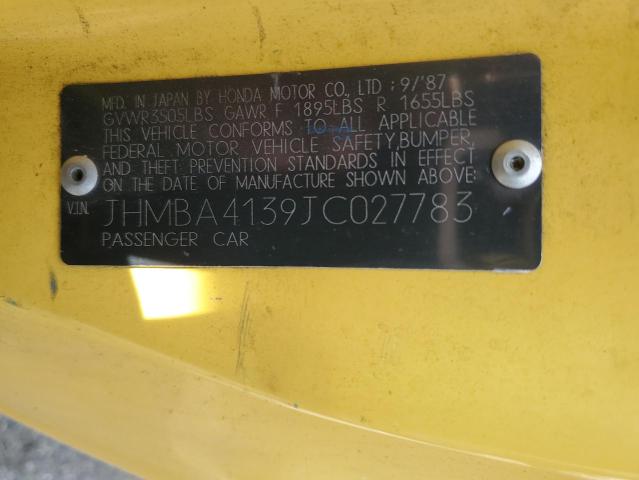 MFD. IN JAPAN BY HONDA MOTOR CO., LTD ; 9/'87
GVWR3505LBS GAWR F 1895LBS R 1655LBS
THIS VEHICLE CONFORMS TO ALL APPLICABLE
FEDERAL MOTOR VEHICLE SAFETY,BUMPER,
AND THEFT PREVENTION STANDARDS IN EFFECT
ON THE DATE OF MANUFACTURE SHOWN ABOVE:
V.I.N. JHMBA4139JC027783
PASSENGER CAR